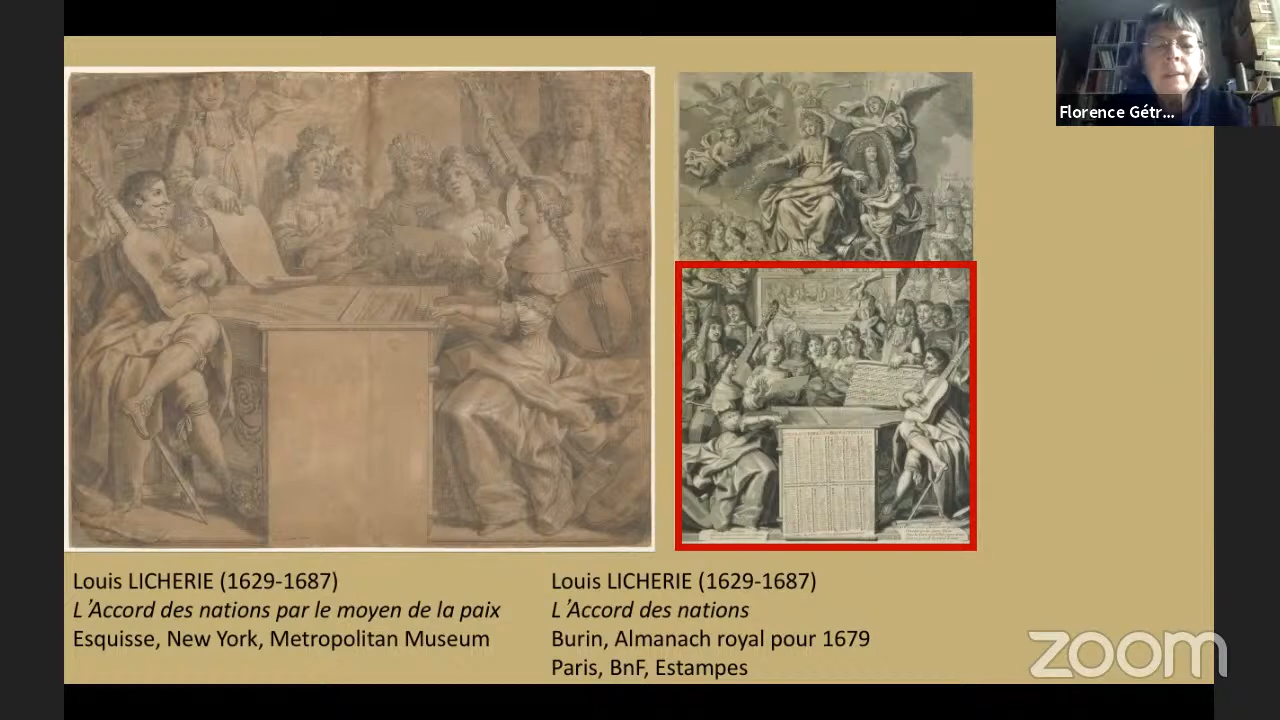 Florence Gétr...
Louis LICHERIE (1629-1687)
L’Accord des nations par le moyen de la paix
Esquisse, New York, Metropolitan Museum
Louis LICHERIE (1629-1687)
L’Accord des nations
Burin, Almanach royal pour 1679
Paris, BnF, Estampes
zoom